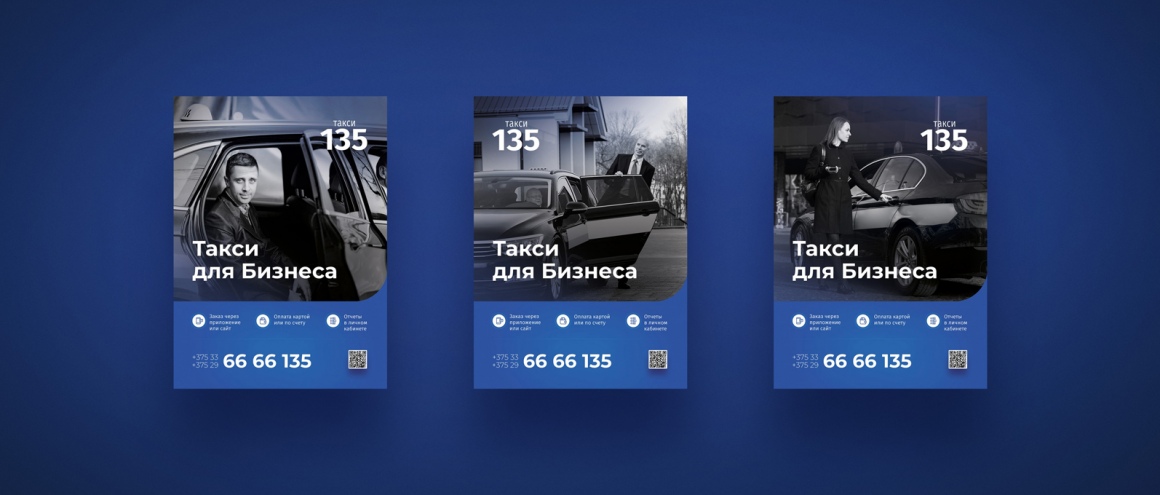 такси
135
Такси
для Бизнеса
Заказ через
приложение
или сайт
Оплата картой
или по счету
Отчеты
в личном
кабинете
+375 33
+375 29
66 66 135
такси
135
Такси
для Бизнеса
Заказ через
приложение
или сайт
Оплата картой
или по счету
Отчеты
в личном
кабинете
+375 33
+375 29
66 66 135
такси
135
Такси
для Бизнеса
Заказ через
приложение
или сайт
Оплата картой
или по счету
Отчеты
в личном
кабинете
+375 33
+375 29
66 66 135